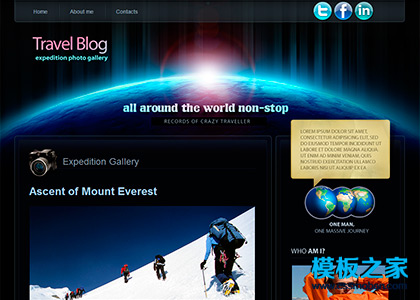 Home
About me
Contacts
Travel Blog
expedition photo gallery
all around the world non-stop
RECORDS OF CRAZY TRAVELLER
LOREM IPSUM DOLOR SIT AMET,
CONSECTETUR ADIPISICING ELIT, SED
DO EIUSMOD TEMPOR INCIDIDUNT UT
LABORE ET DOLORE MAGNA ALIQUA.
UT ENIM AD MINIM VENIAM, QUIS
NOSTRUD EXERCITATION ULLAMCO
LABORIS NISI UT ALIQUIP EX EA.
Expedition Gallery
Ascent of Mount Everest
ONE MAN,
ONE MASSIVE JOURNEY
WHO AM I?
模板之家